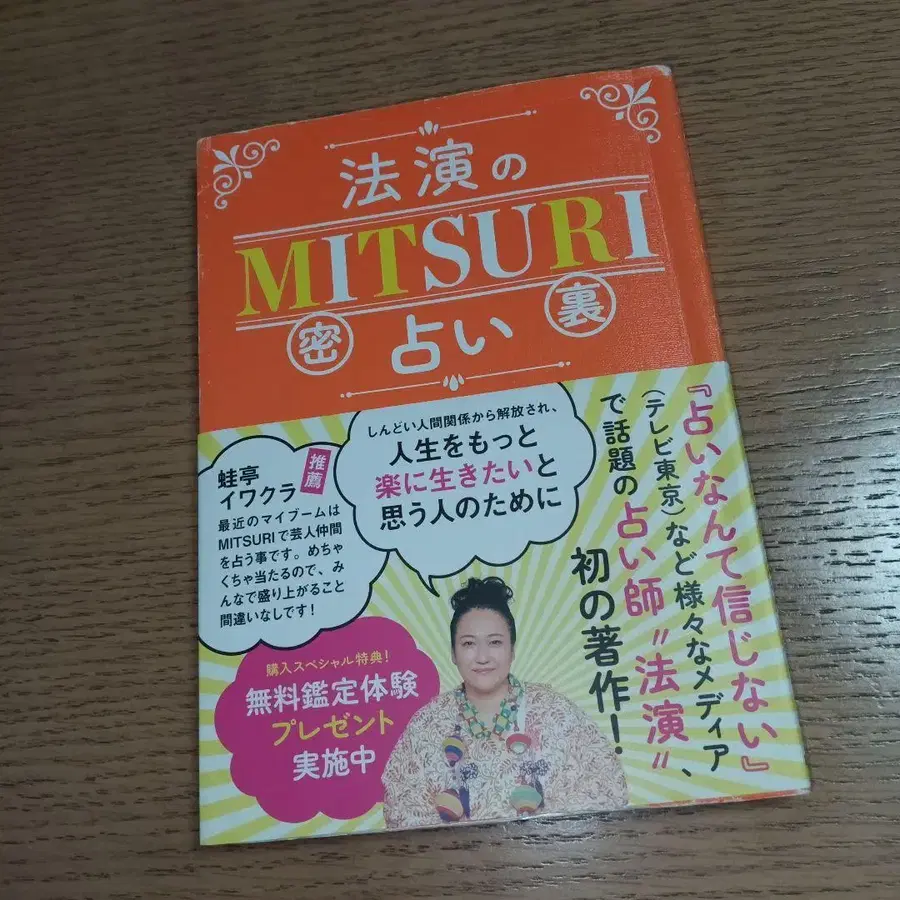 法演の
MITSURI
密 占い 裏
『占いなんて信じない』
(テレビ東京)など様々なメディア、
で話題の占い師"法演"
初の著作!
しんどい人間関係から解放され、
人生をもっと
楽に生きたいと
思う人のために
蛙亭
イワクラ
推薦
最近のマイブームは
MITSURIで芸人仲間
を占う事です。めちゃ
くちゃ当たるので、み
んなで盛り上がること
間違いなしです!
購入スペシャル特典!
無料鑑定体験
プレゼント
実施中